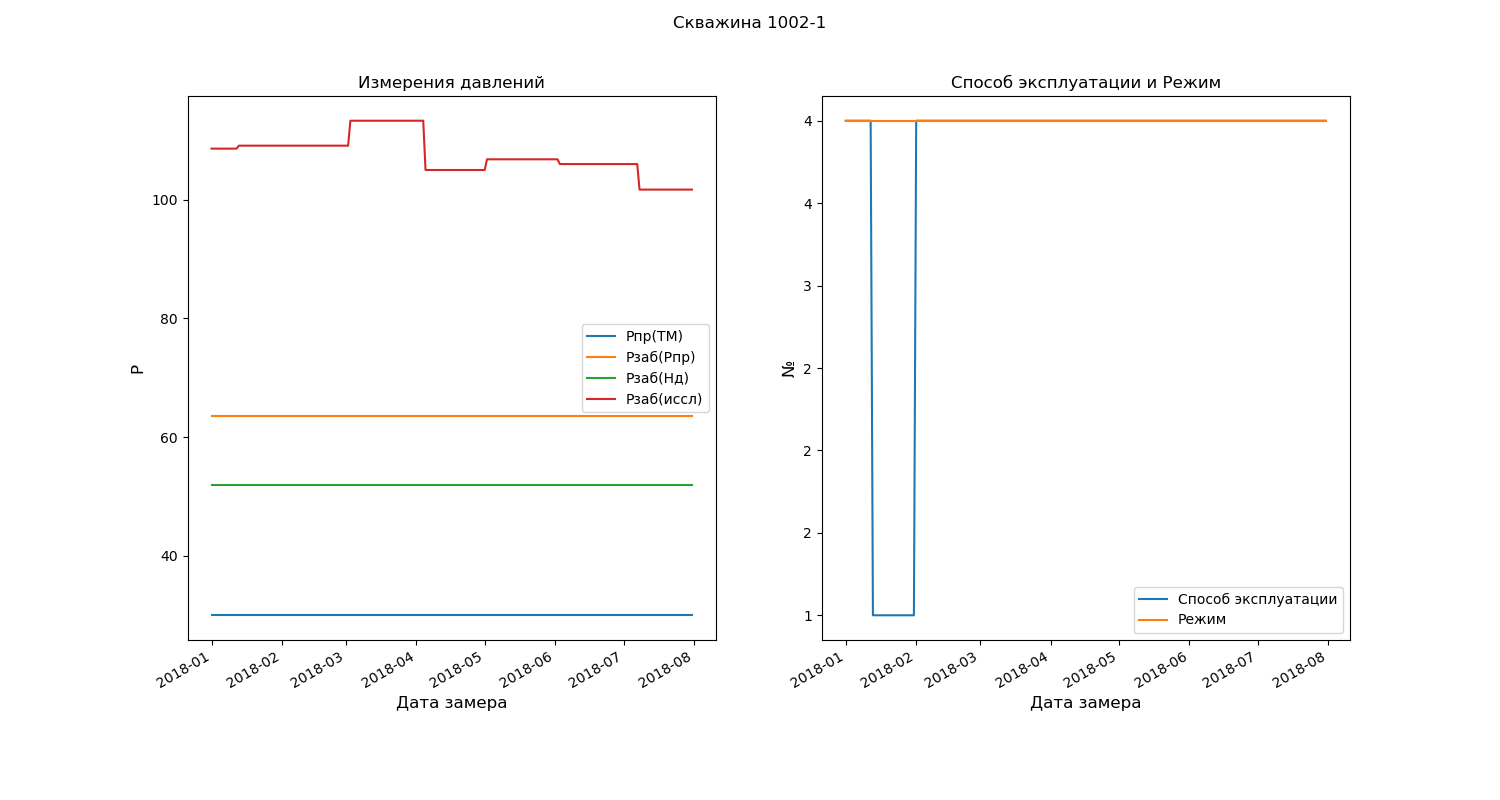 Скважина 1002-1
Измерения давлений
100
80
60
40
P
Рпр(ТМ)
Рзаб(Рпр)
Рзаб(Нд)
Рзаб(иссл)
2018-01
2018-02
2018-03
2018-04
2018-05
2018-06
2018-07
2018-08
Дата замера
Способ эксплуатации и Режим
4
4
3
2
2
2
1
№
Способ эксплуатации
Режим
2018-01
2018-02
2018-03
2018-04
2018-05
2018-06
2018-07
2018-08
Дата замера